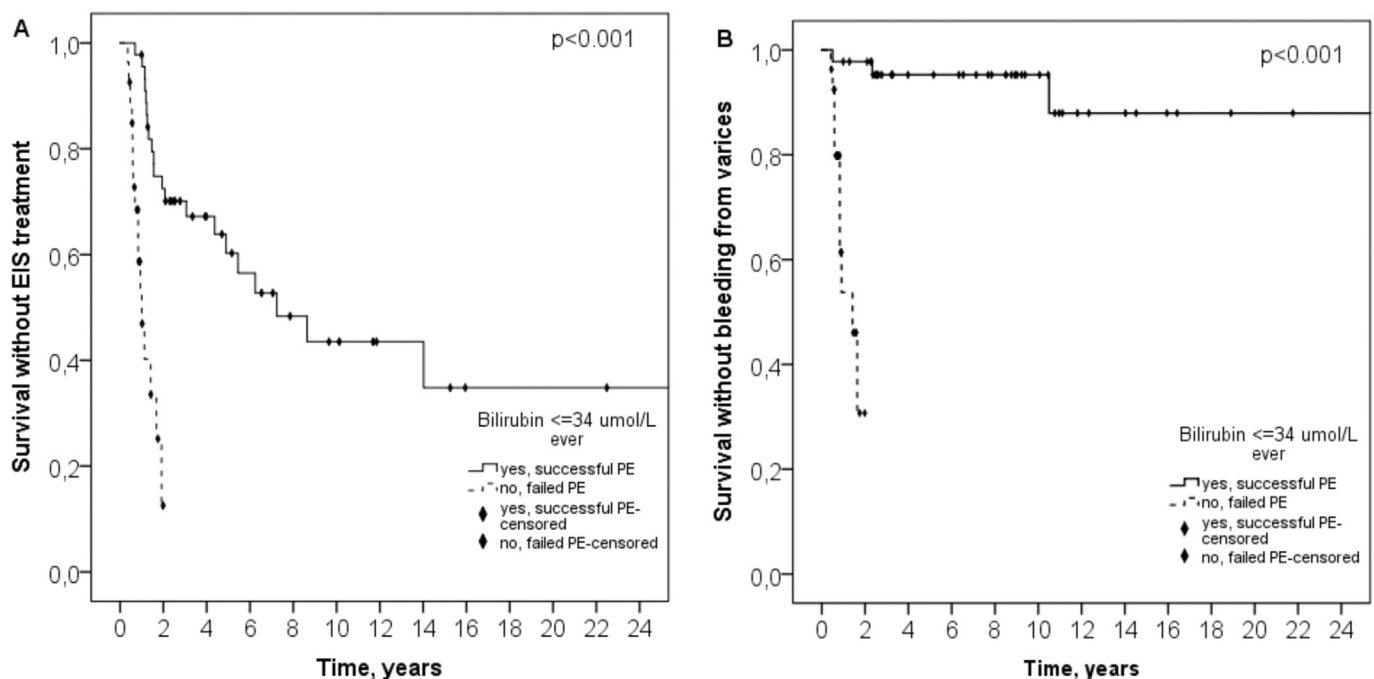 A
p<0.001
Survival without EIS treatment
1,0
0,8
0,6
0,4
0,2
0,0
Bilirubin <=34 umol/L
ever
yes, successful PE
no, failed PE
yes, successful PE-
censored
no, failed PE-censored
0 2 4 6 8 10 12 14 16 18 20 22 24
Time, years
B
p<0.001
Survival without bleeding from varices
1,0
0,8
0,6
0,4
0,2
0,0
Bilirubin <=34 umol/L
ever
yes, successful PE
no, failed PE
yes, successful PE-
censored
no, failed PE-censored
0 2 4 6 8 10 12 14 16 18 20 22 24
Time, years